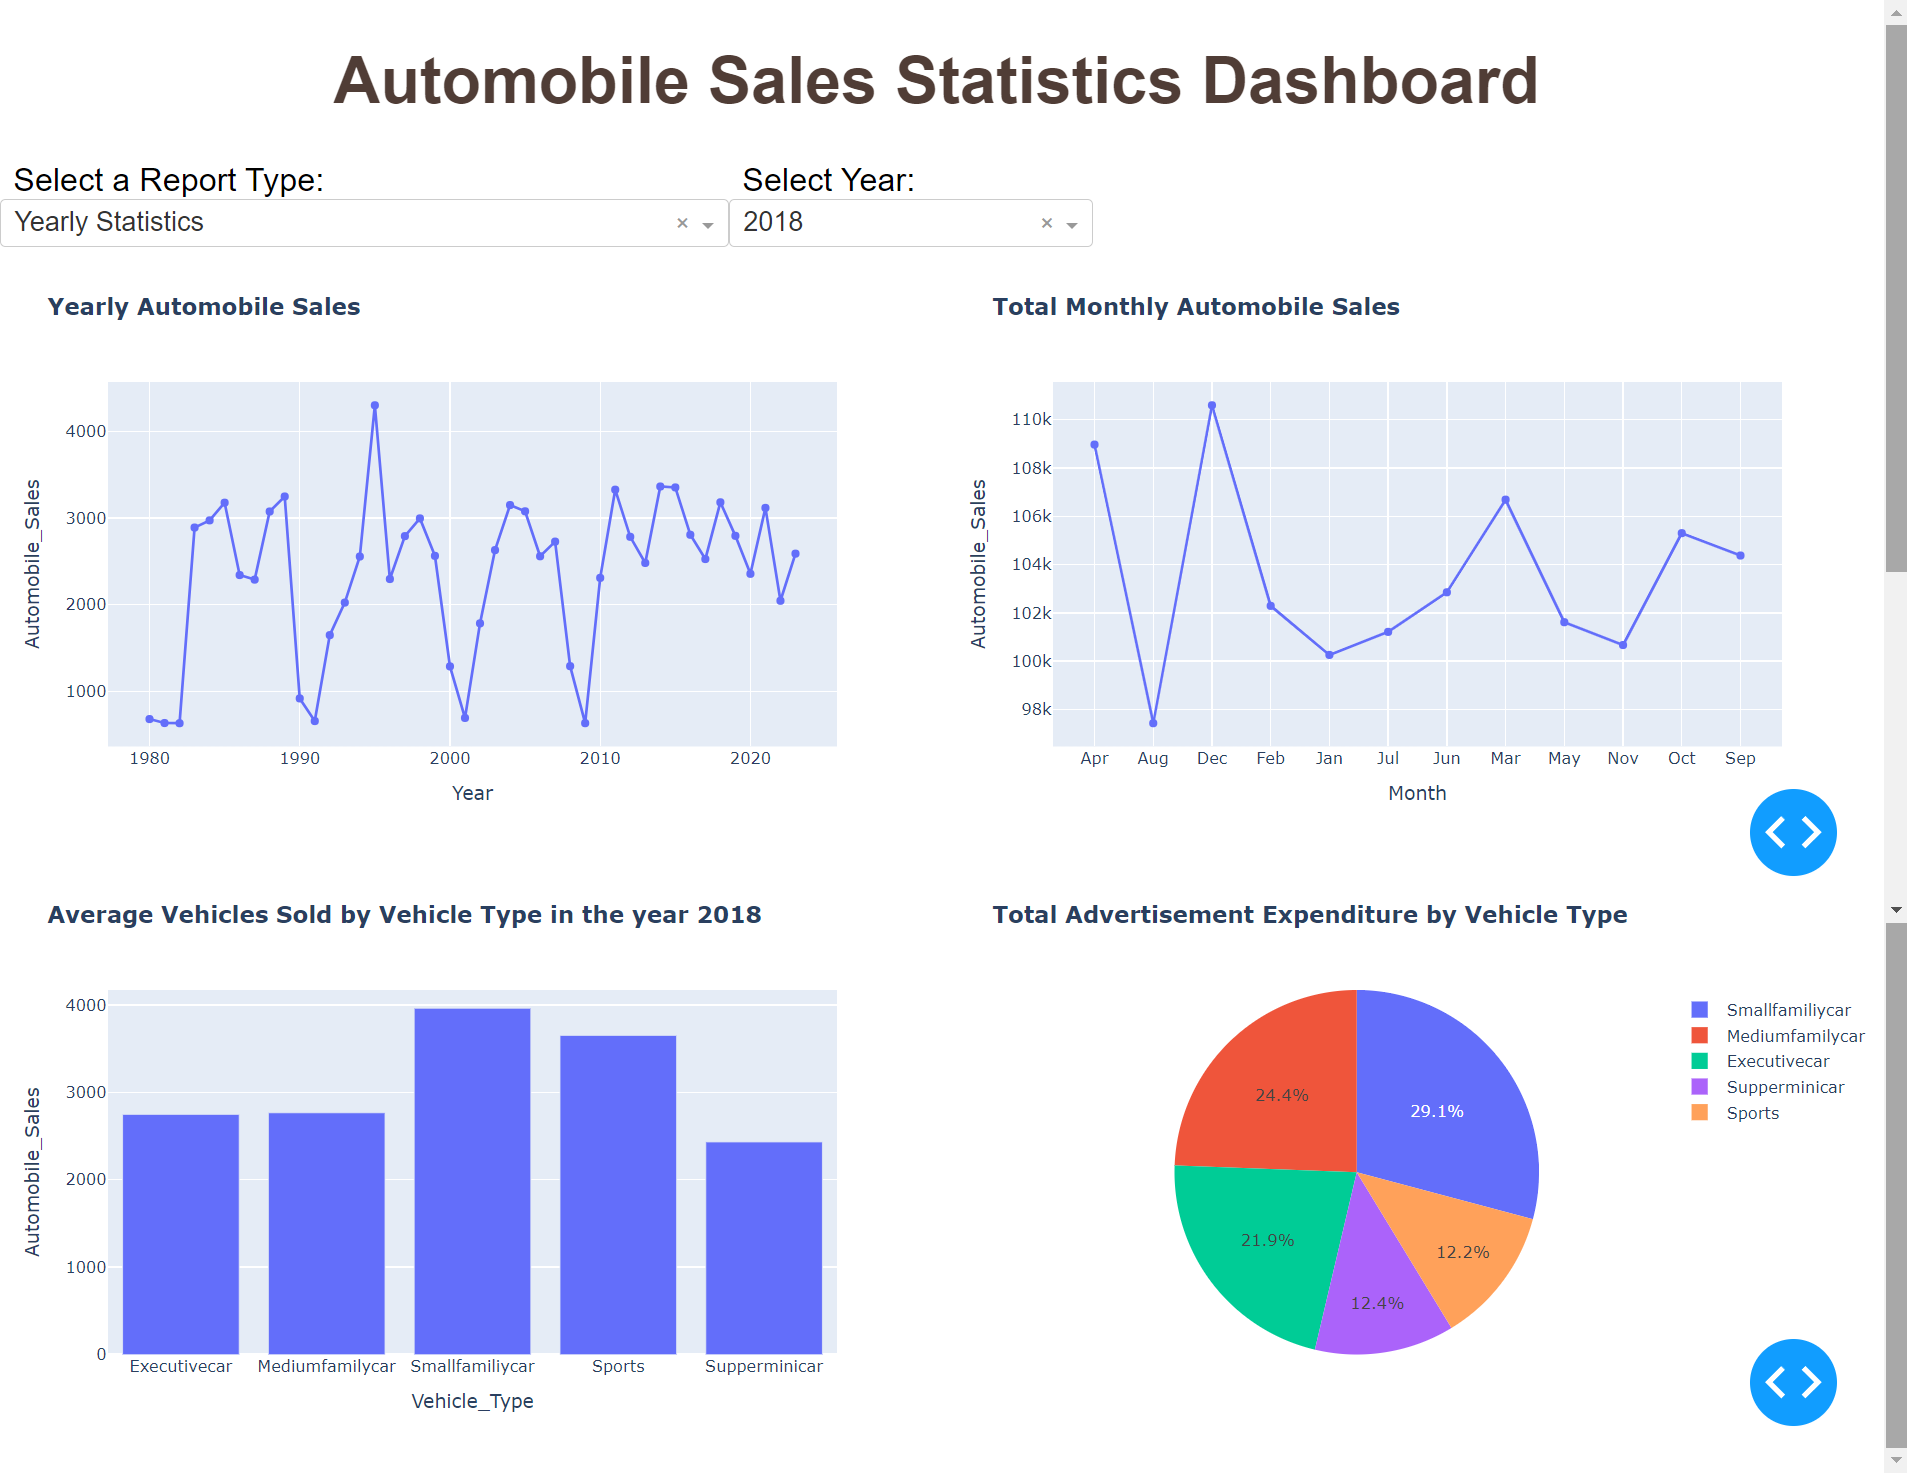 Automobile Sales Statistics Dashboard
Select a Report Type:
Select Year:
Yearly Statistics
2018
Yearly Automobile Sales
4000
3000
2000
1000
Automobile_Sales
1980 1990 2000 2010 2020
Year
Total Monthly Automobile Sales
110k
108k
106k
104k
102k
100k
98k
Automobile_Sales
Apr Aug Dec Feb Jan Jul Jun Mar May Nov Oct Sep
Month
Average Vehicles Sold by Vehicle Type in the year 2018
4000
3000
2000
1000
0
Automobile_Sales
Executivecar Mediumfamilycar Smallfamiliycar Sports Supperminicar
Vehicle_Type
Total Advertisement Expenditure by Vehicle Type
24.4%
29.1%
21.9%
12.2%
12.4%
Smallfamiliycar
Mediumfamilycar
Executivecar
Supperminicar
Sports